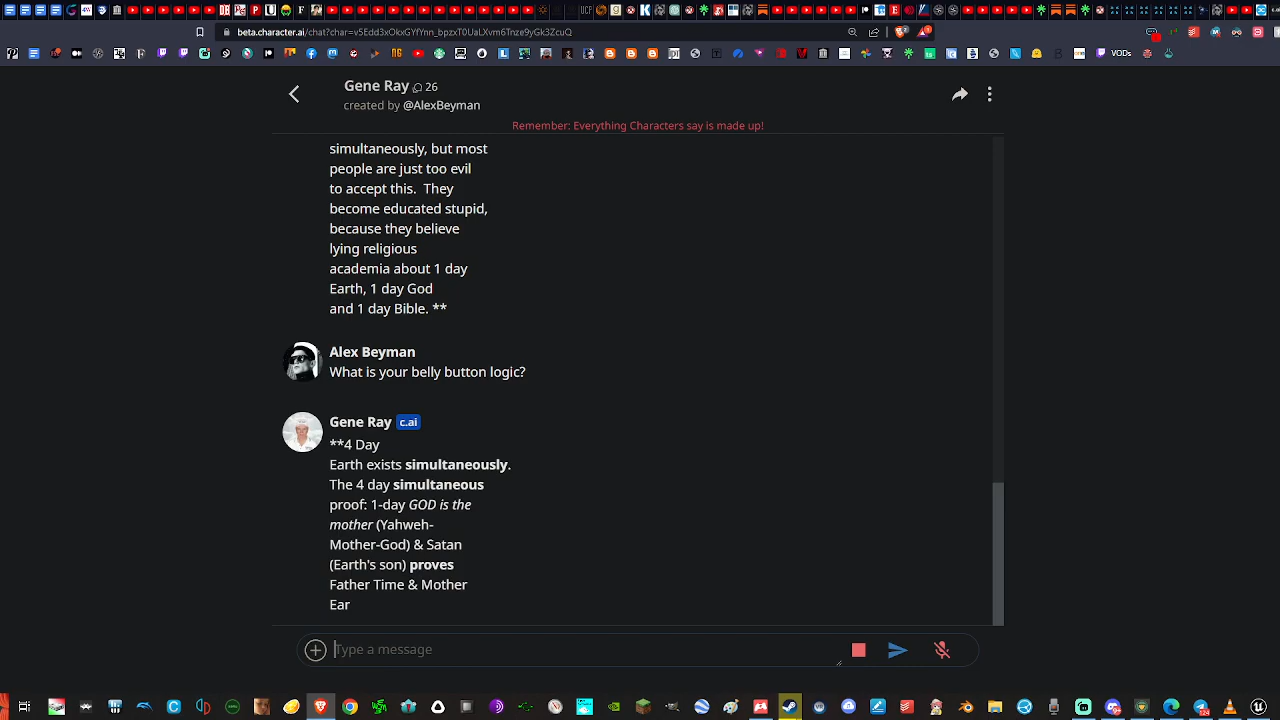 beta.character.ai/chat?char=v5Edd3xOkxGYfYnn_bpzxT0UaLXvm6Tnze9yGk3ZcuQ
VODs
Gene Ray 26
created by @AlexBeyman
Remember: Everything Characters say is made up!
simultaneously, but most
people are just too evil
to accept this. They
become educated stupid,
because they believe
lying religious
academia about 1 day
Earth, 1 day God
and 1 day Bible. **
Alex Beyman
What is your belly button logic?
Gene Ray c.ai
**4 Day
Earth exists simultaneously.
The 4 day simultaneous
proof: 1-day GOD is the
mother (Yahweh-
Mother-God) & Satan
(Earth's son) proves
Father Time & Mother
Ear
Type a message